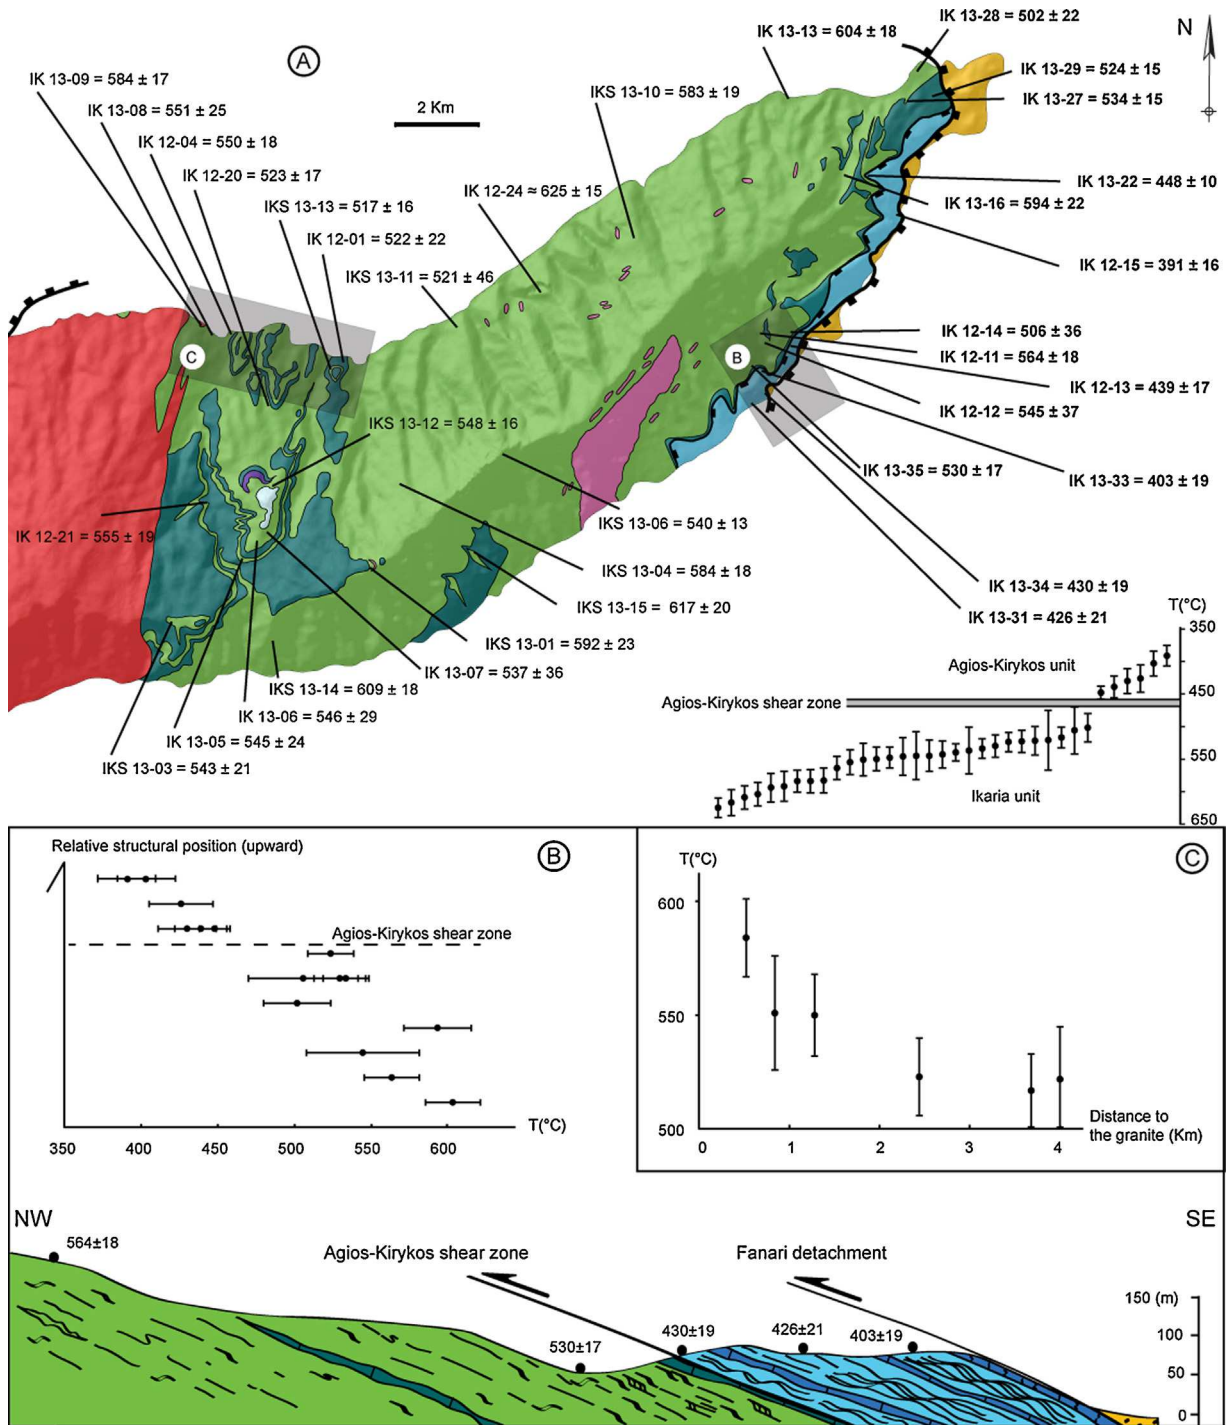 IK 13-28 = 502 ± 22
IK 13-13 = 604 ± 18
N
A
IK 13-29 = 524 ± 15
IK 13-09 = 584 ± 17
IKS 13-10 = 583 ± 19
IK 13-27 = 534 ± 15
IK 13-08 = 551 ± 25
2 Km
IK 12-04 = 550 ± 18
IK 12-20 = 523 ± 17
IK 12-24 ≈ 625 ± 15
IK 13-22 = 448 ± 10
IK 13-16 = 594 ± 22
IKS 13-13 = 517 ± 16
IK 12-01 = 522 ± 22
IKS 13-11 = 521 ± 46
IK 12-15 = 391 ± 16
IK 12-14 = 506 ± 36
C
B
IK 12-11 = 564 ± 18
IK 12-13 = 439 ± 17
IK 12-12 = 545 ± 37
IKS 13-12 = 548 ± 16
IK 13-35 = 530 ± 17
IK 13-33 = 403 ± 19
IKS 13-06 = 540 ± 13
IK 12-21 = 555 ± 19
IKS 13-04 = 584 ± 18
IK 13-34 = 430 ± 19
IKS 13-15 = 617 ± 20
IK 13-31 = 426 ± 21
T(°C)
350
IKS 13-01 = 592 ± 23
IK 13-07 = 537 ± 36
Agios-Kirykos unit
IKS 13-14 = 609 ± 18
450
Agios-Kirykos shear zone
IK 13-06 = 546 ± 29
IK 13-05 = 545 ± 24
550
IKS 13-03 = 543 ± 21
Ikaria unit
650
Relative structural position (upward)
B
Agios-Kirykos shear zone
T(°C)
350
400
450
500
550
600
T(°C)
C
600
550
500
0
1
2
3
4
Distance to
the granite (Km)
NW
SE
564±18
Agios-Kirykos shear zone
Fanari detachment
150 (m)
530±17
430±19
426±21
403±19
100
50
0